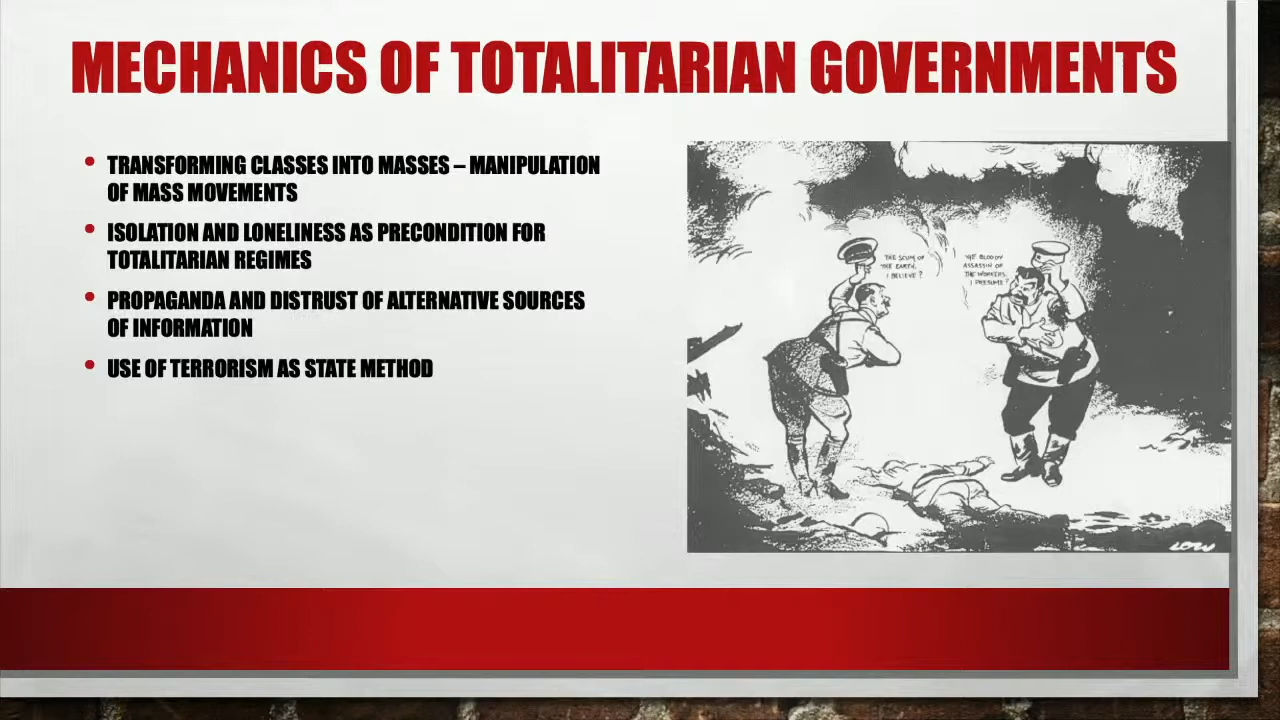 MECHANICS OF TOTALITARIAN GOVERNMENTS
• TRANSFORMING CLASSES INTO MASSES – MANIPULATION
OF MASS MOVEMENTS
• ISOLATION AND LONELINESS AS PRECONDITION FOR
TOTALITARIAN REGIMES
• PROPAGANDA AND DISTRUST OF ALTERNATIVE SOURCES
OF INFORMATION
• USE OF TERRORISM AS STATE METHOD
THE SCUM OF
THE EARTH,
I BELIEVE?
THE BLOODY
ASSASSIN OF
THE WORKERS,
I PRESUME?
LOW